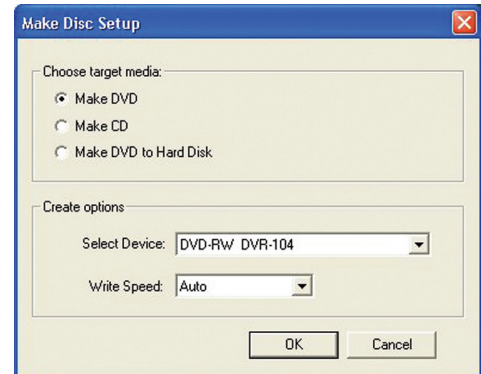 Make Disc Setup
Choose target media:
Make DVD
Make CD
Make DVD to Hard Disk
Create options
Select Device: DVD-RW DVR-104
Write Speed: Auto
OK Cancel